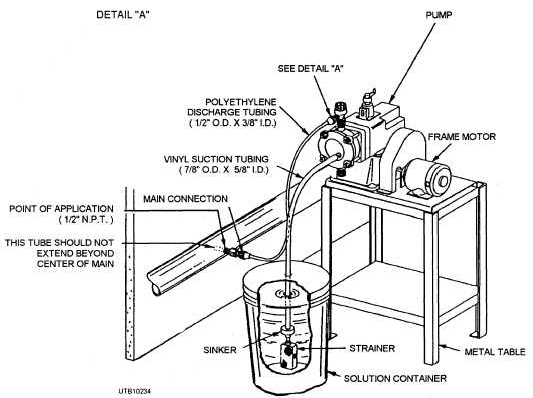 DETAIL "A"
PUMP
SEE DETAIL "A"
POLYETHYLENE
DISCHARGE TUBING
( 1/2" O.D. X 3/8" I.D.)
FRAME MOTOR
VINYL SUCTION TUBING
( 7/8" O.D. X 5/8" I.D.)
MAIN CONNECTION
POINT OF APPLICATION
( 1/2" N.P.T. )
THIS TUBE SHOULD NOT
EXTEND BEYOND
CENTER OF MAIN
SINKER
STRAINER
METAL TABLE
SOLUTION CONTAINER
UTB10234